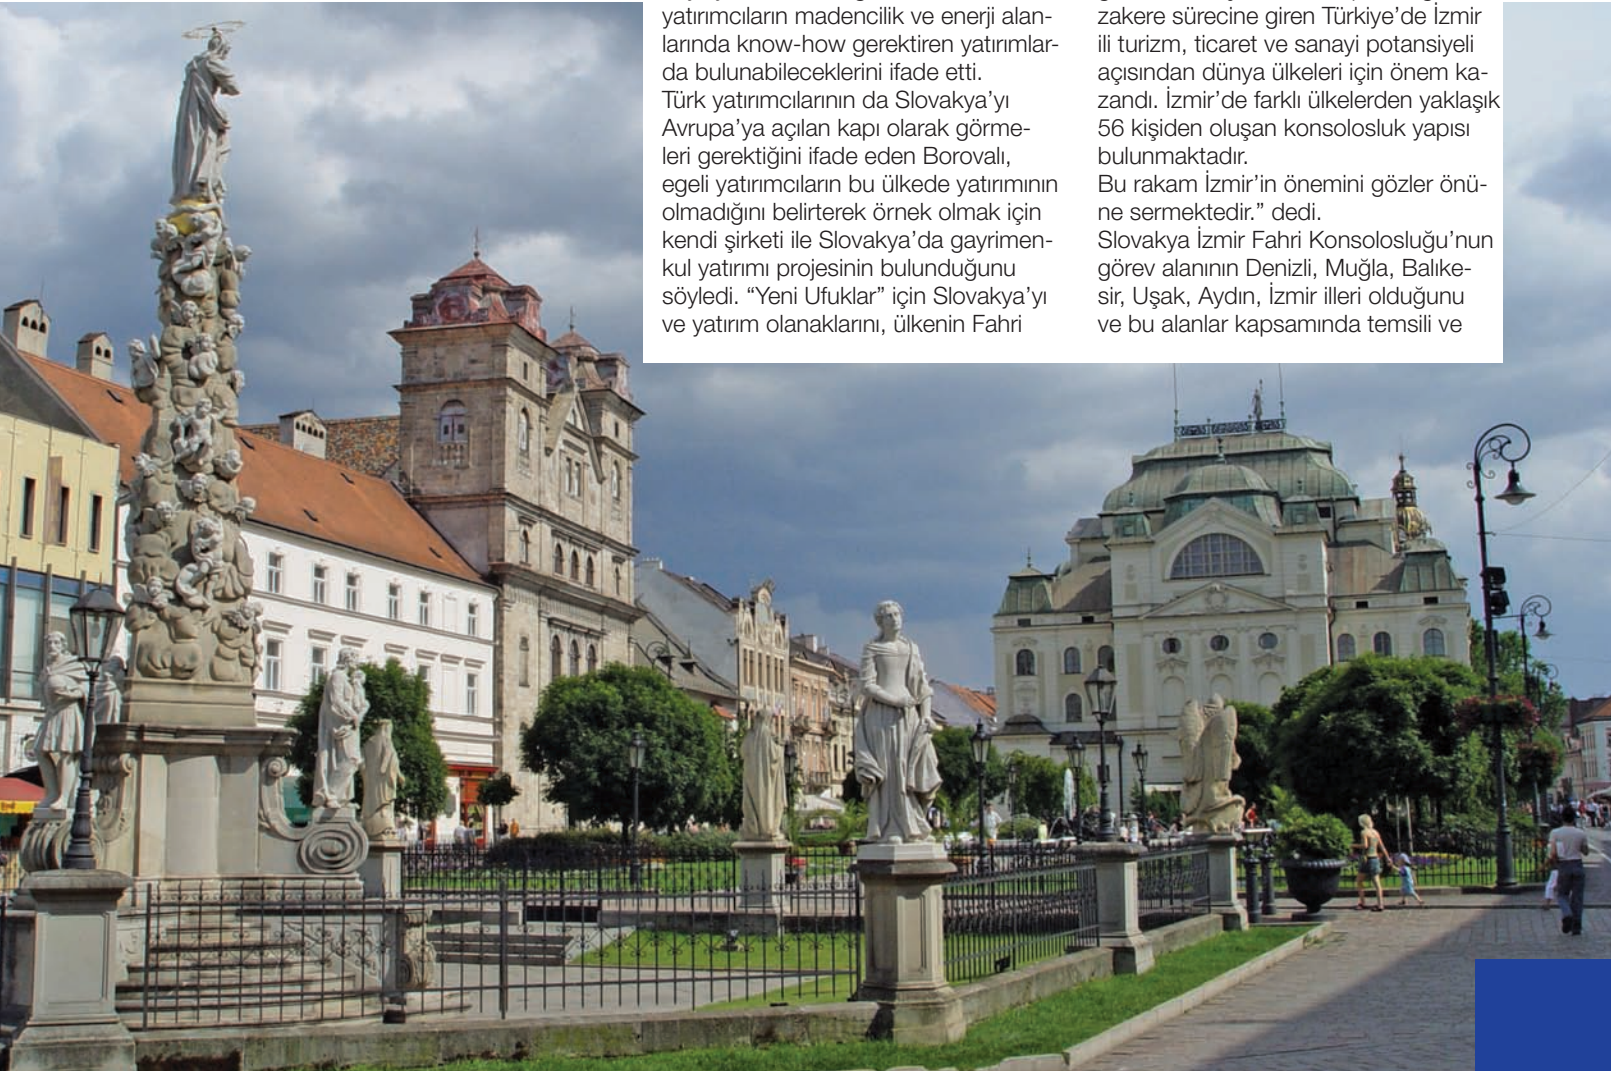 yatırımcıların madencilik ve enerji alan-
larında know-how gerektiren yatırımlar-
da bulunabileceklerini ifade etti.
Türk yatırımcılarının da Slovakya’yı
Avrupa’ya açılan kapı olarak görme-
leri gerektiğini ifade eden Borovalı,
egeli yatırımcıların bu ülkede yatırımının
olmadığını belirterek örnek olmak için
kendi şirketi ile Slovakya’da gayrimen-
kul yatırımı projesinin bulunduğunu
söyledi. “Yeni Ufuklar” için Slovakya’yı
ve yatırım olanaklarını, ülkenin Fahri
zakere sürecine giren Türkiye’de İzmir
ili turizm, ticaret ve sanayi potansiyeli
açısından dünya ülkeleri için önem ka-
zandı. İzmir’de farklı ülkelerden yaklaşık
56 kişiden oluşan konsolosluk yapısı
bulunmaktadır.
Bu rakam İzmir’in önemini gözler önü-
ne sermektedir.” dedi.
Slovakya İzmir Fahri Konsolosluğu’nun
görev alanının Denizli, Muğla, Balıke-
sir, Uşak, Aydın, İzmir illeri olduğunu
ve bu alanlar kapsamında temsili ve